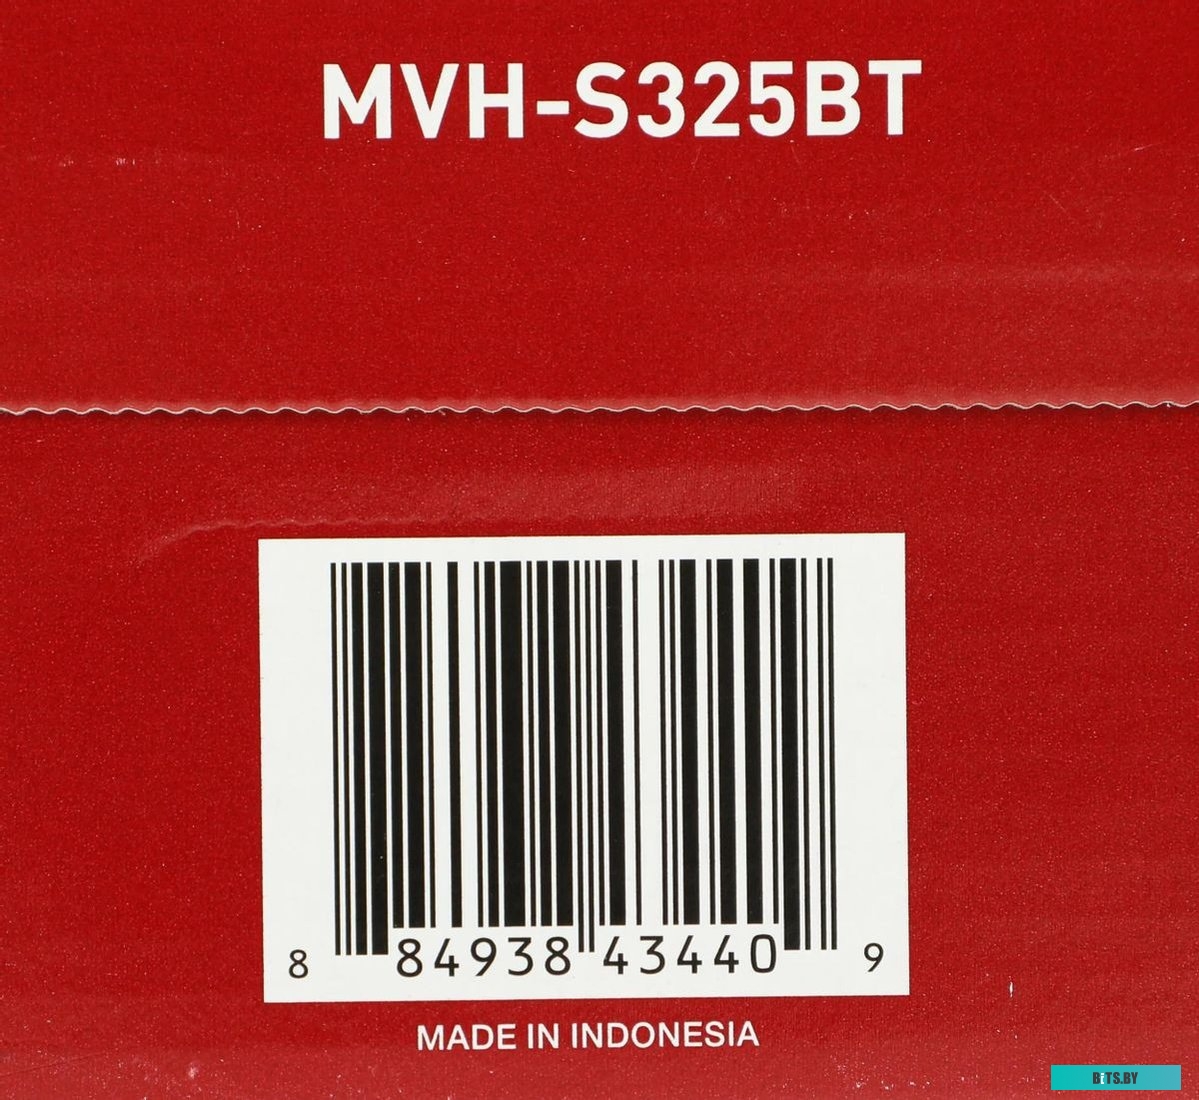 MVH-S325BT
8 84938 43440 9
MADE IN INDONESIA
BiTS.BY